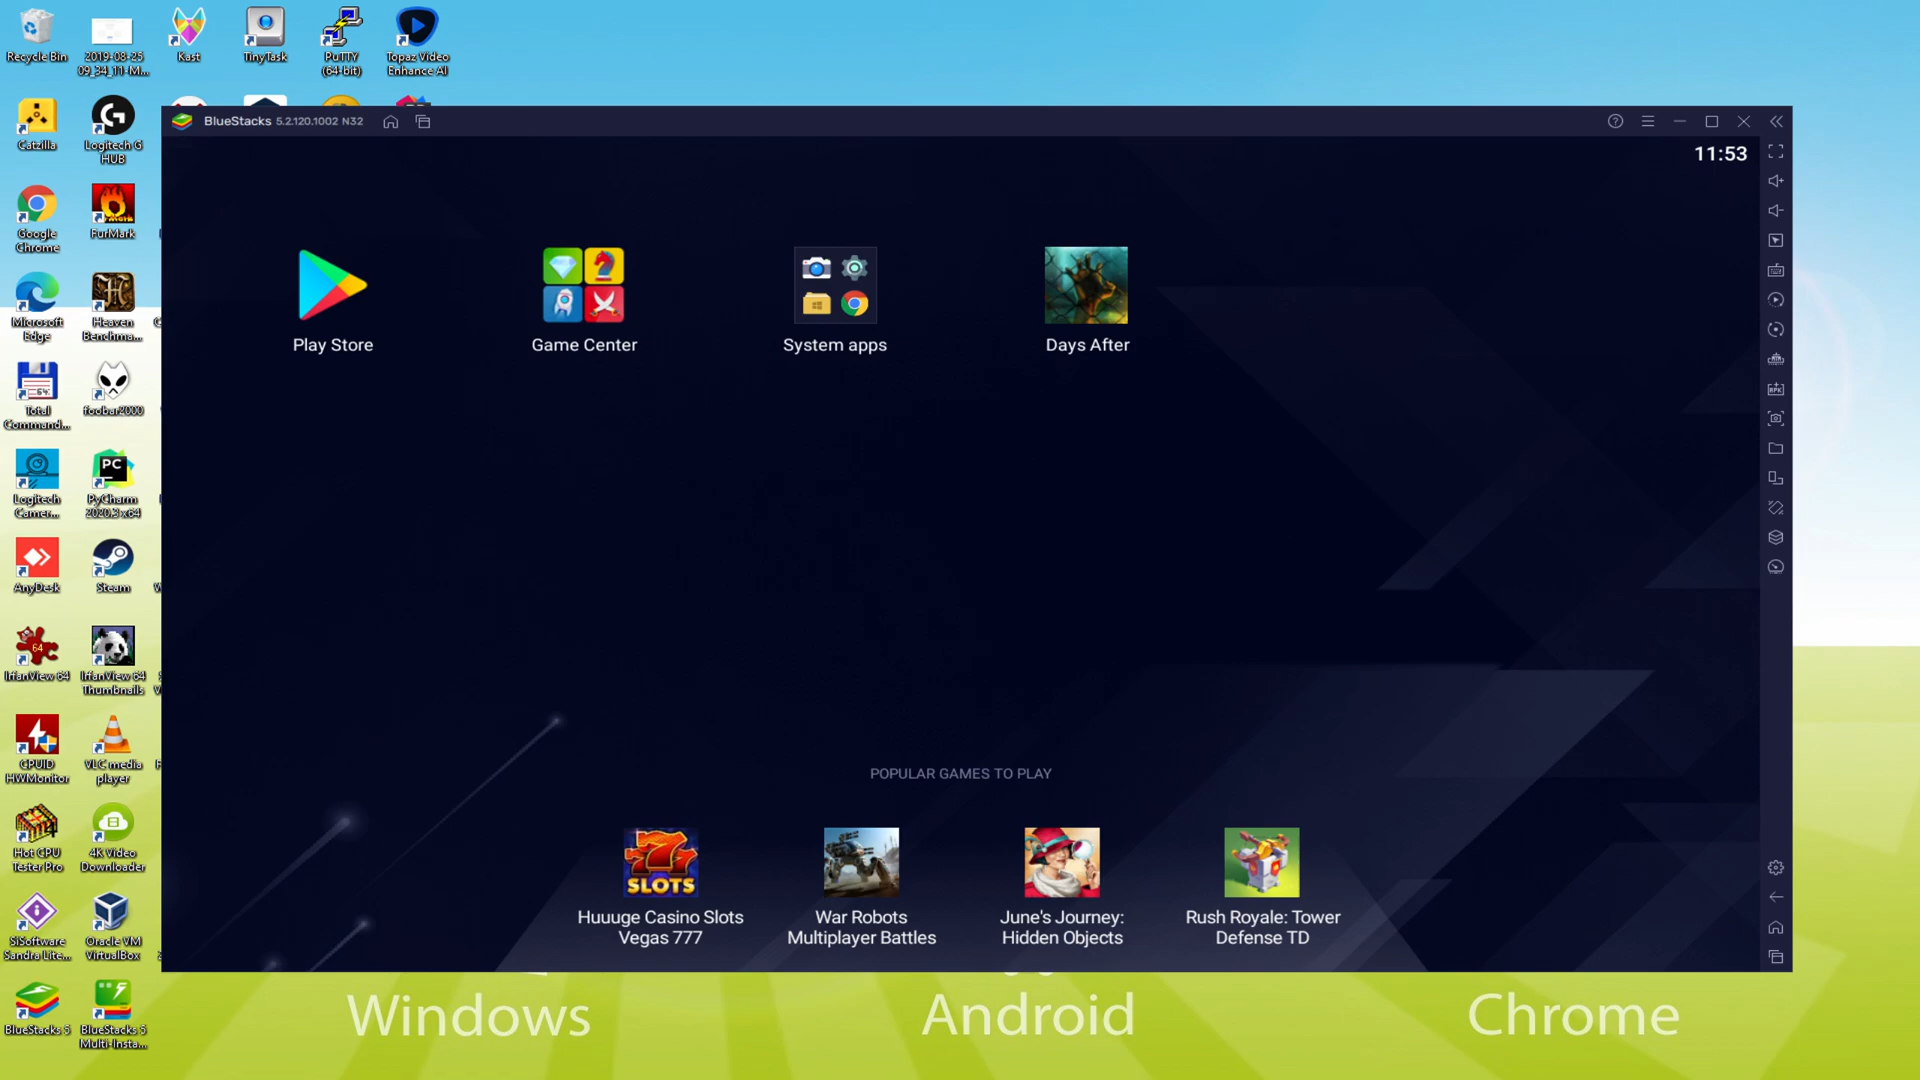 Recycle Bin
2019-08-25
09_34_11-M...
Kast
TinyTask
PuTTY
(64-bit)
Topaz Video
Enhance AI
Catzilla
Logitech G
HUB
Google
Chrome
FurMark
Microsoft
Edge
Heaven
Benchma...
Total
Command...
foobar2000
Logitech
Camer...
PyCharm
2020.3 x64
AnyDesk
Steam
IrfanView 64
IrfanView 64
Thumbnails
CPUID
HWMonitor
VLC media
player
Hot CPU
Tester Pro
4K Video
Downloader
SiSoftware
Sandra Lite...
Oracle VM
VirtualBox
BlueStacks 5
BlueStacks 5
Multi-Insta...
BlueStacks 5.2.120.1002 N32
11:53
Play Store
Game Center
System apps
Days After
POPULAR GAMES TO PLAY
777
SLOTS
Huuuge Casino Slots
Vegas 777
War Robots
Multiplayer Battles
June's Journey:
Hidden Objects
Rush Royale: Tower
Defense TD
Windows
Android
Chrome